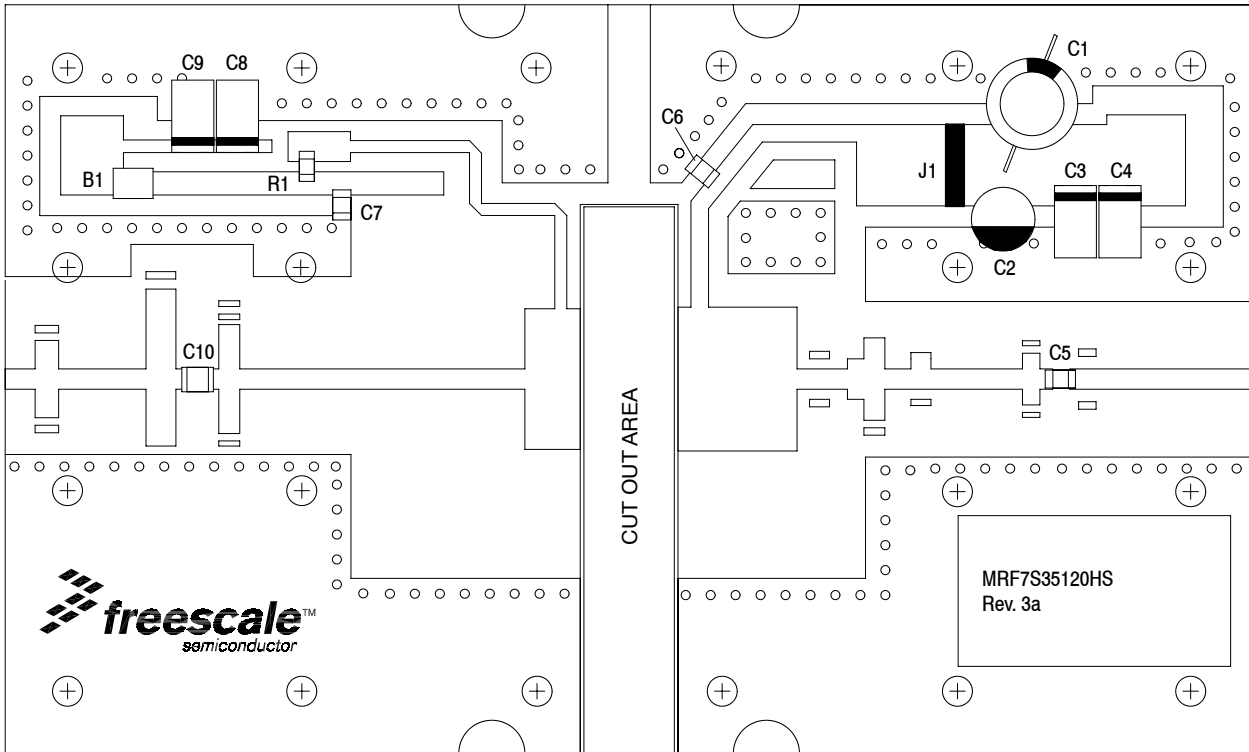 C9 C8
C1
C6
B1
R1
J1
C3 C4
C7
C2
C10
C5
CUT OUT AREA
MRF7S35120HS
Rev. 3a
freescale™
semiconductor